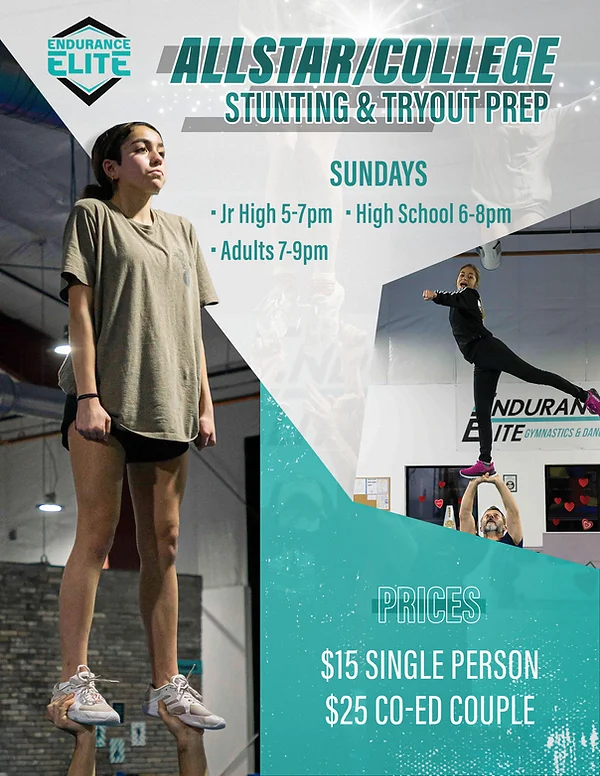 ENDURANCE
ELITE
ALLSTAR/COLLEGE
STUNTING & TRYOUT PREP
SUNDAYS
· Jr High 5-7pm · High School 6-8pm
· Adults 7-9pm
ENDURANC
ELITE GYMNASTICS & DANC
PRICES
$15 SINGLE PERSON
$25 CO-ED COUPLE